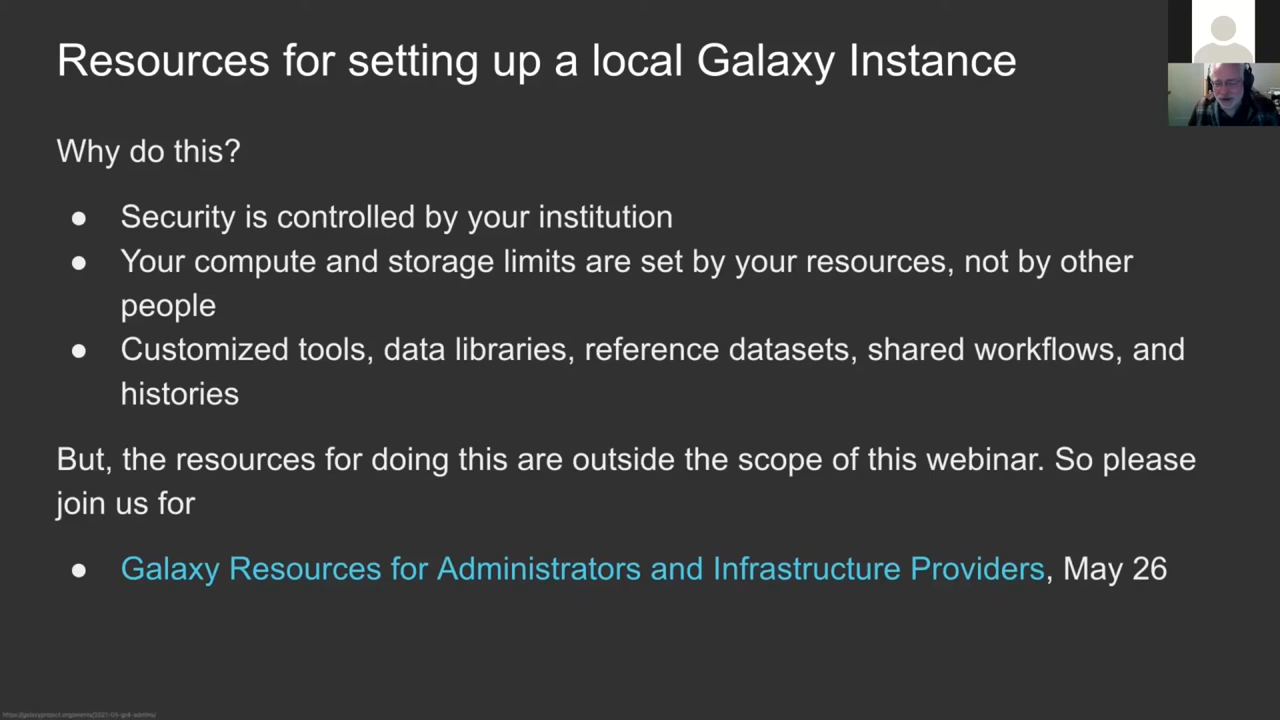 Resources for setting up a local Galaxy Instance
Why do this?
● Security is controlled by your institution
● Your compute and storage limits are set by your resources, not by other
people
● Customized tools, data libraries, reference datasets, shared workflows, and
histories
But, the resources for doing this are outside the scope of this webinar. So please
join us for
● Galaxy Resources for Administrators and Infrastructure Providers, May 26